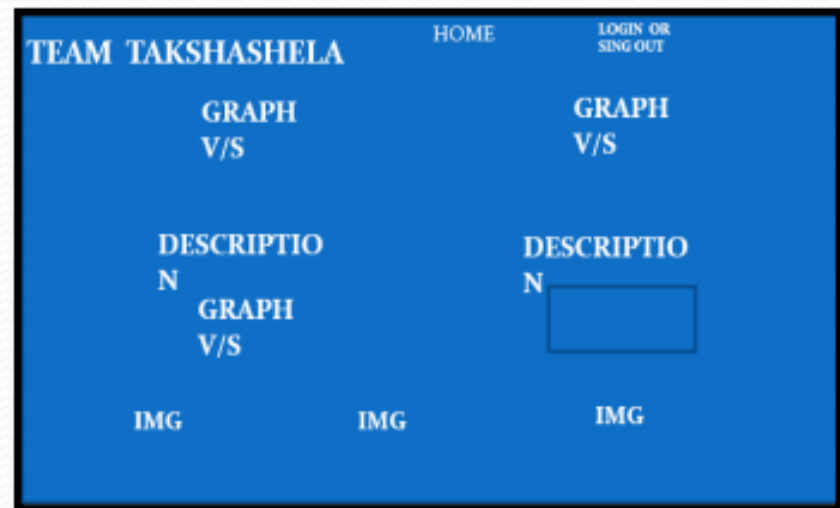 TEAM TAKSHASHELA
HOME
LOGIN OR
SING OUT
GRAPH
V/S
GRAPH
V/S
DESCRIPTIO
N
DESCRIPTIO
N
GRAPH
V/S
IMG
IMG
IMG